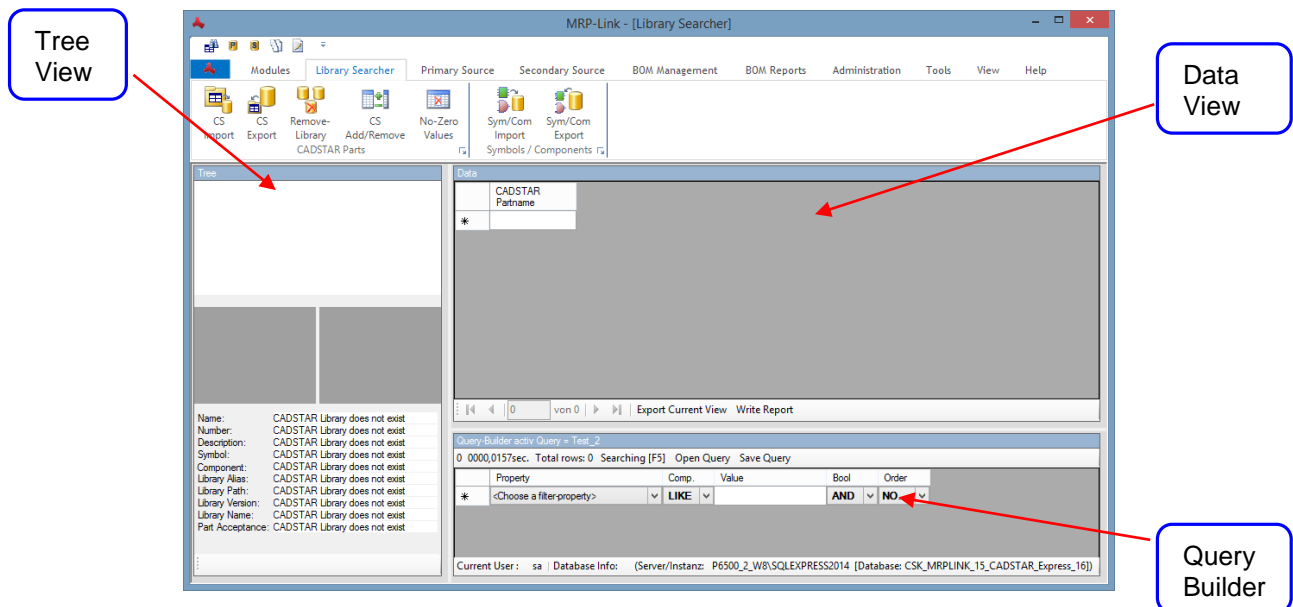 MRP-Link - [Library Searcher]
Tree
View
Modules Library Searcher Primary Source Secondary Source BOM Management BOM Reports Administration Tools View Help
Data
View
CS
Import
CS
Export
Remove-
Library
CS
Add/Remove
No-Zero
Values
Sym/Com
Import
Sym/Com
Export
CADSTAR Parts
Symbols / Components
Tree
Data
CADSTAR
Partname
0 von 0 Export Current View Write Report
Name: CADSTAR Library does not exist
Number: CADSTAR Library does not exist
Description: CADSTAR Library does not exist
Symbol: CADSTAR Library does not exist
Component: CADSTAR Library does not exist
Library Alias: CADSTAR Library does not exist
Library Path: CADSTAR Library does not exist
Library Version: CADSTAR Library does not exist
Library Name: CADSTAR Library does not exist
Part Acceptance: CADSTAR Library does not exist
Query-Builder activ Query = Test_2
0 0000,0157sec. Total rows: 0 Searching [F5] Open Query Save Query
Property Comp. Value Bool Order
<Choose a filter-property> LIKE AND NO.
Current User : sa Database Info: (Server/Instanz: P6500_2_W8\SQLEXPRESS2014 [Database: CSK_MRPLINK_15_CADSTAR_Express_16])
Query
Builder